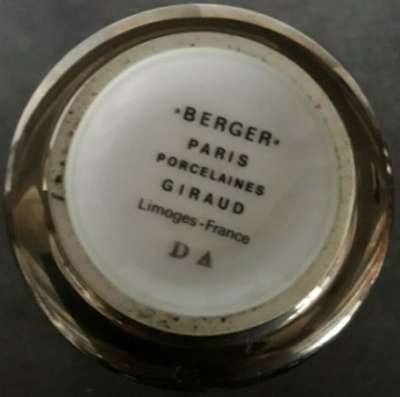 •BERGER•
PARIS
PORCELAINES
GIRAUD
Limoges-France
D A